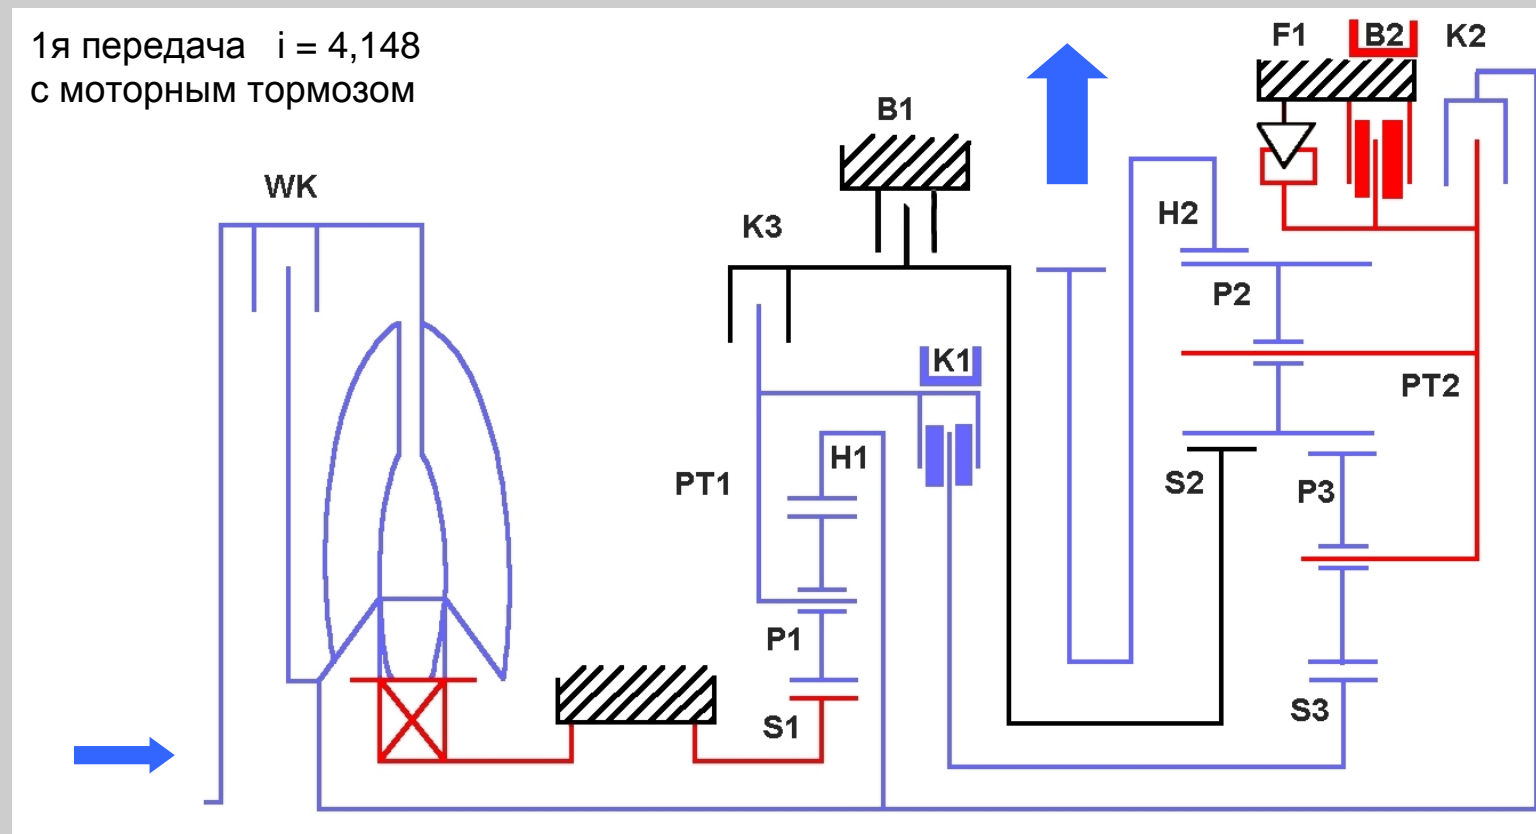 1я передача i = 4,148
с моторным тормозом
F1
B2
K2
B1
WK
K3
H2
P2
K1
PT2
H1
PT1
S2
P3
P1
S3
S1